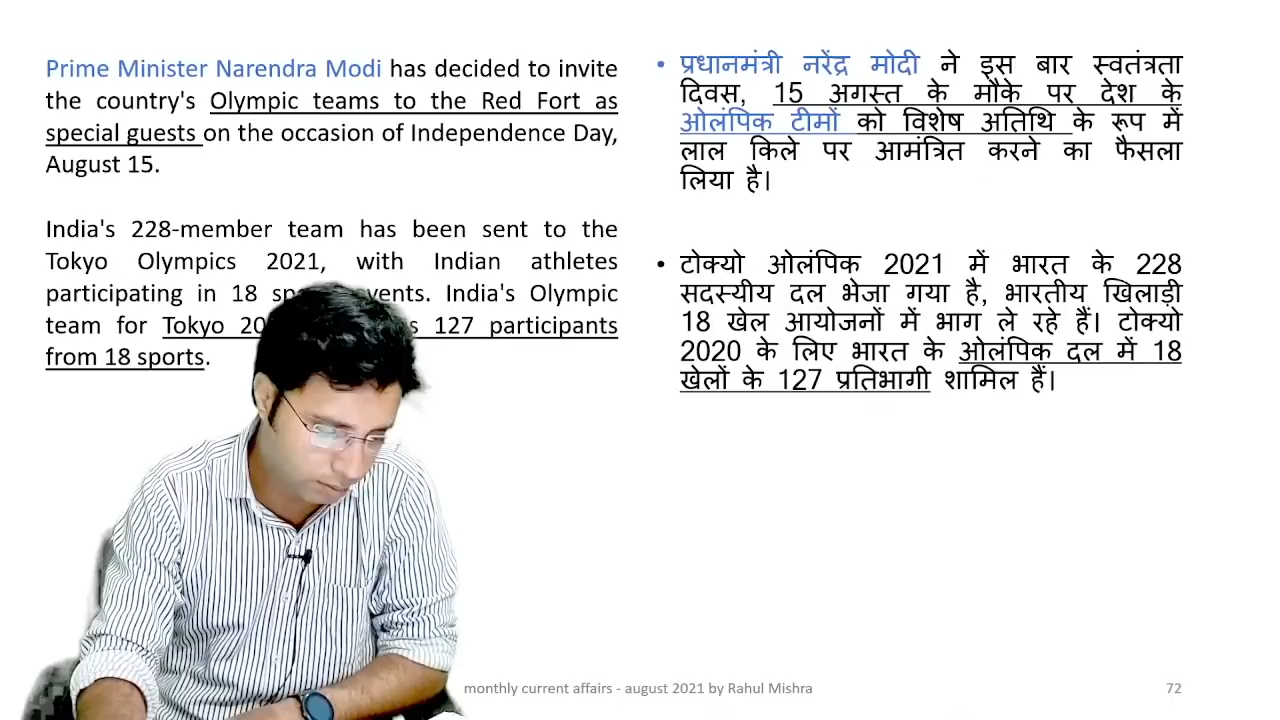 Prime Minister Narendra Modi has decided to invite
the country's Olympic teams to the Red Fort as
special guests on the occasion of Independence Day,
August 15.
India's 228-member team has been sent to the
Tokyo Olympics 2021, with Indian athletes
participating in 18 vents. India's Olympic
team for Tokyo 127 participants
from 18 sports.
• प्रधानमंत्री नरेंद्र मोदी ने इस बार स्वतंत्रता
दिवस, 15 अगस्त के मौके पर देश के
ओलंपिक टीमों को विशेष अतिथि के रूप में
लाल किले पर आमंत्रित करने का फैसला
लिया है।
• टोक्यो ओलंपिक 2021 में भारत के 228
सदस्यीय दल भेजा गया है, भारतीय खिलाड़ी
18 खेल आयोजनों में भाग ले रहे हैं। टोक्यो
2020 के लिए भारत के ओलंपिक दल में 18
खेलों के 127 प्रतिभागी शामिल हैं।
monthly current affairs - august 2021 by Rahul Mishra
72